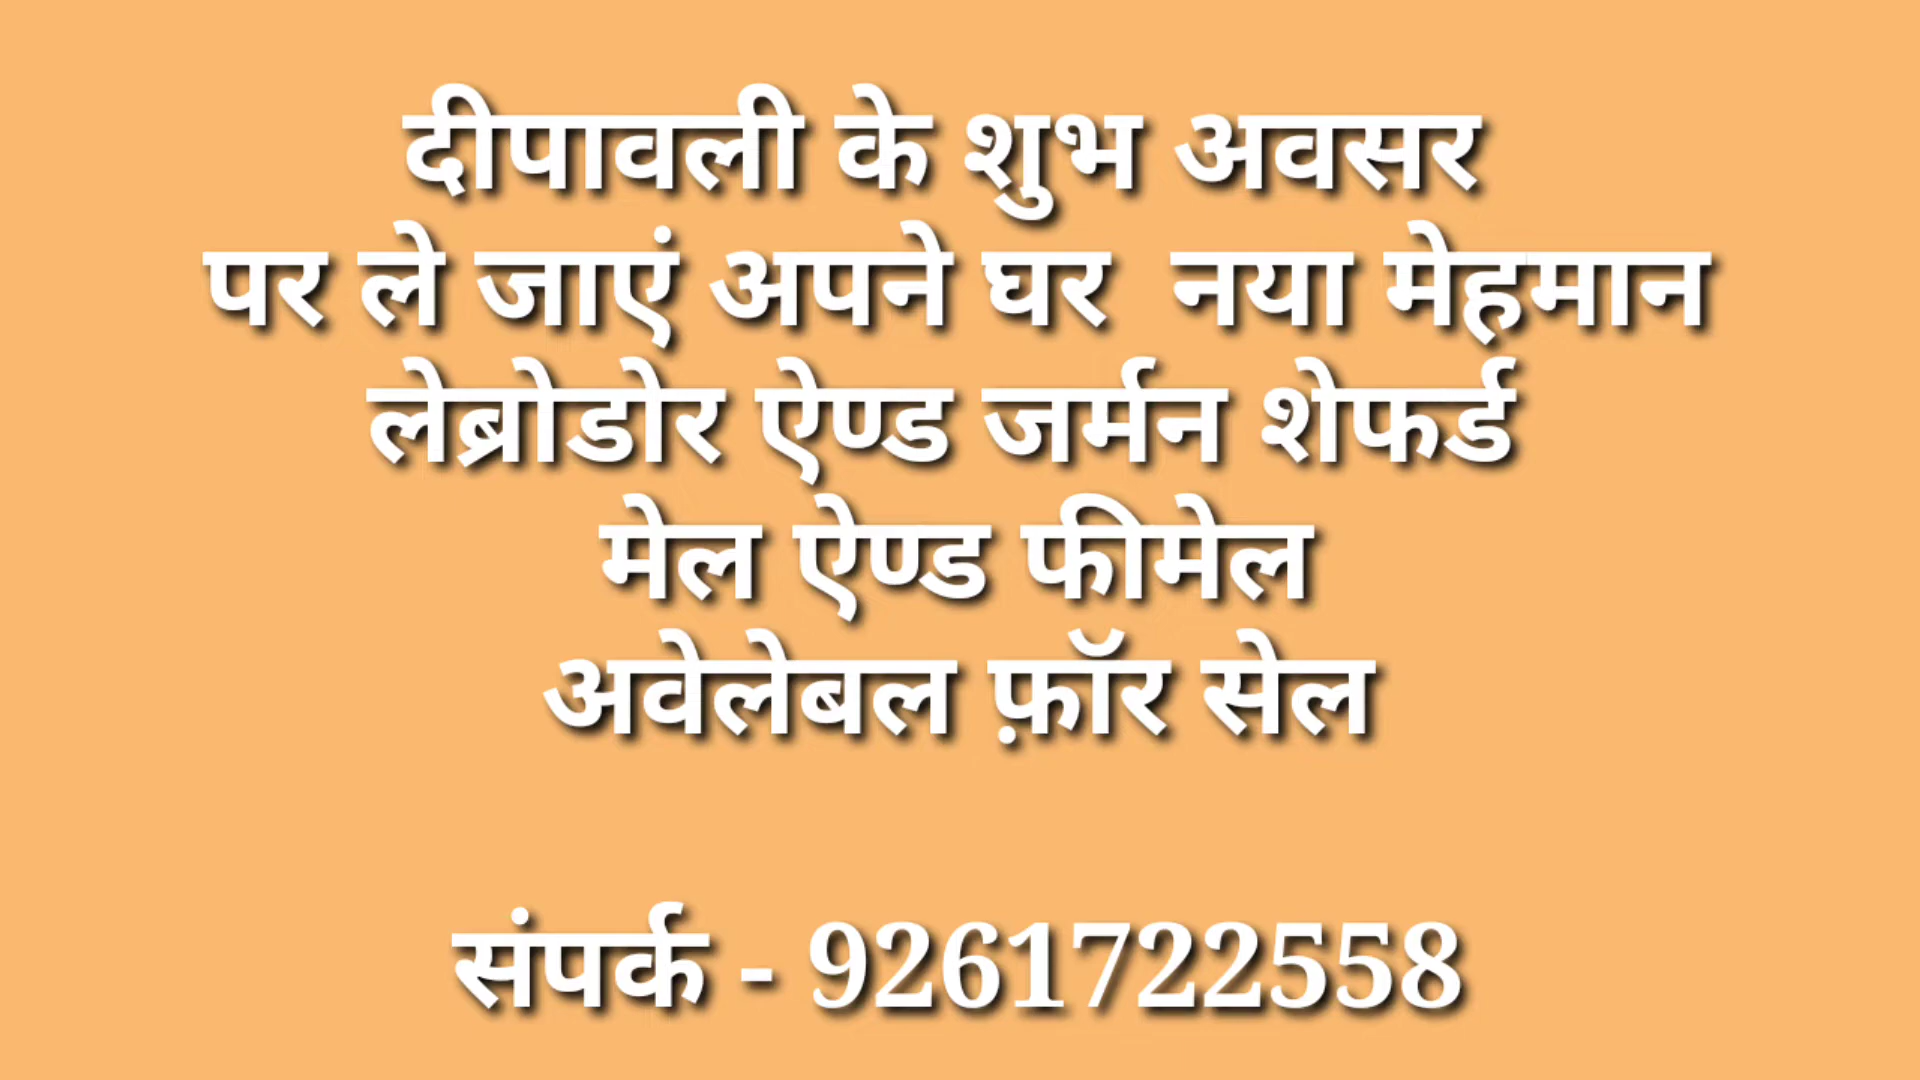 दीपावली के शुभ अवसर
पर ले जाएं अपने घर नया मेहमान
लेब्रोडोर ऐण्ड जर्मन शेफर्ड
मेल ऐण्ड फीमेल
अवेलेबल फ़ॉर सेल
संपर्क - 9261722558